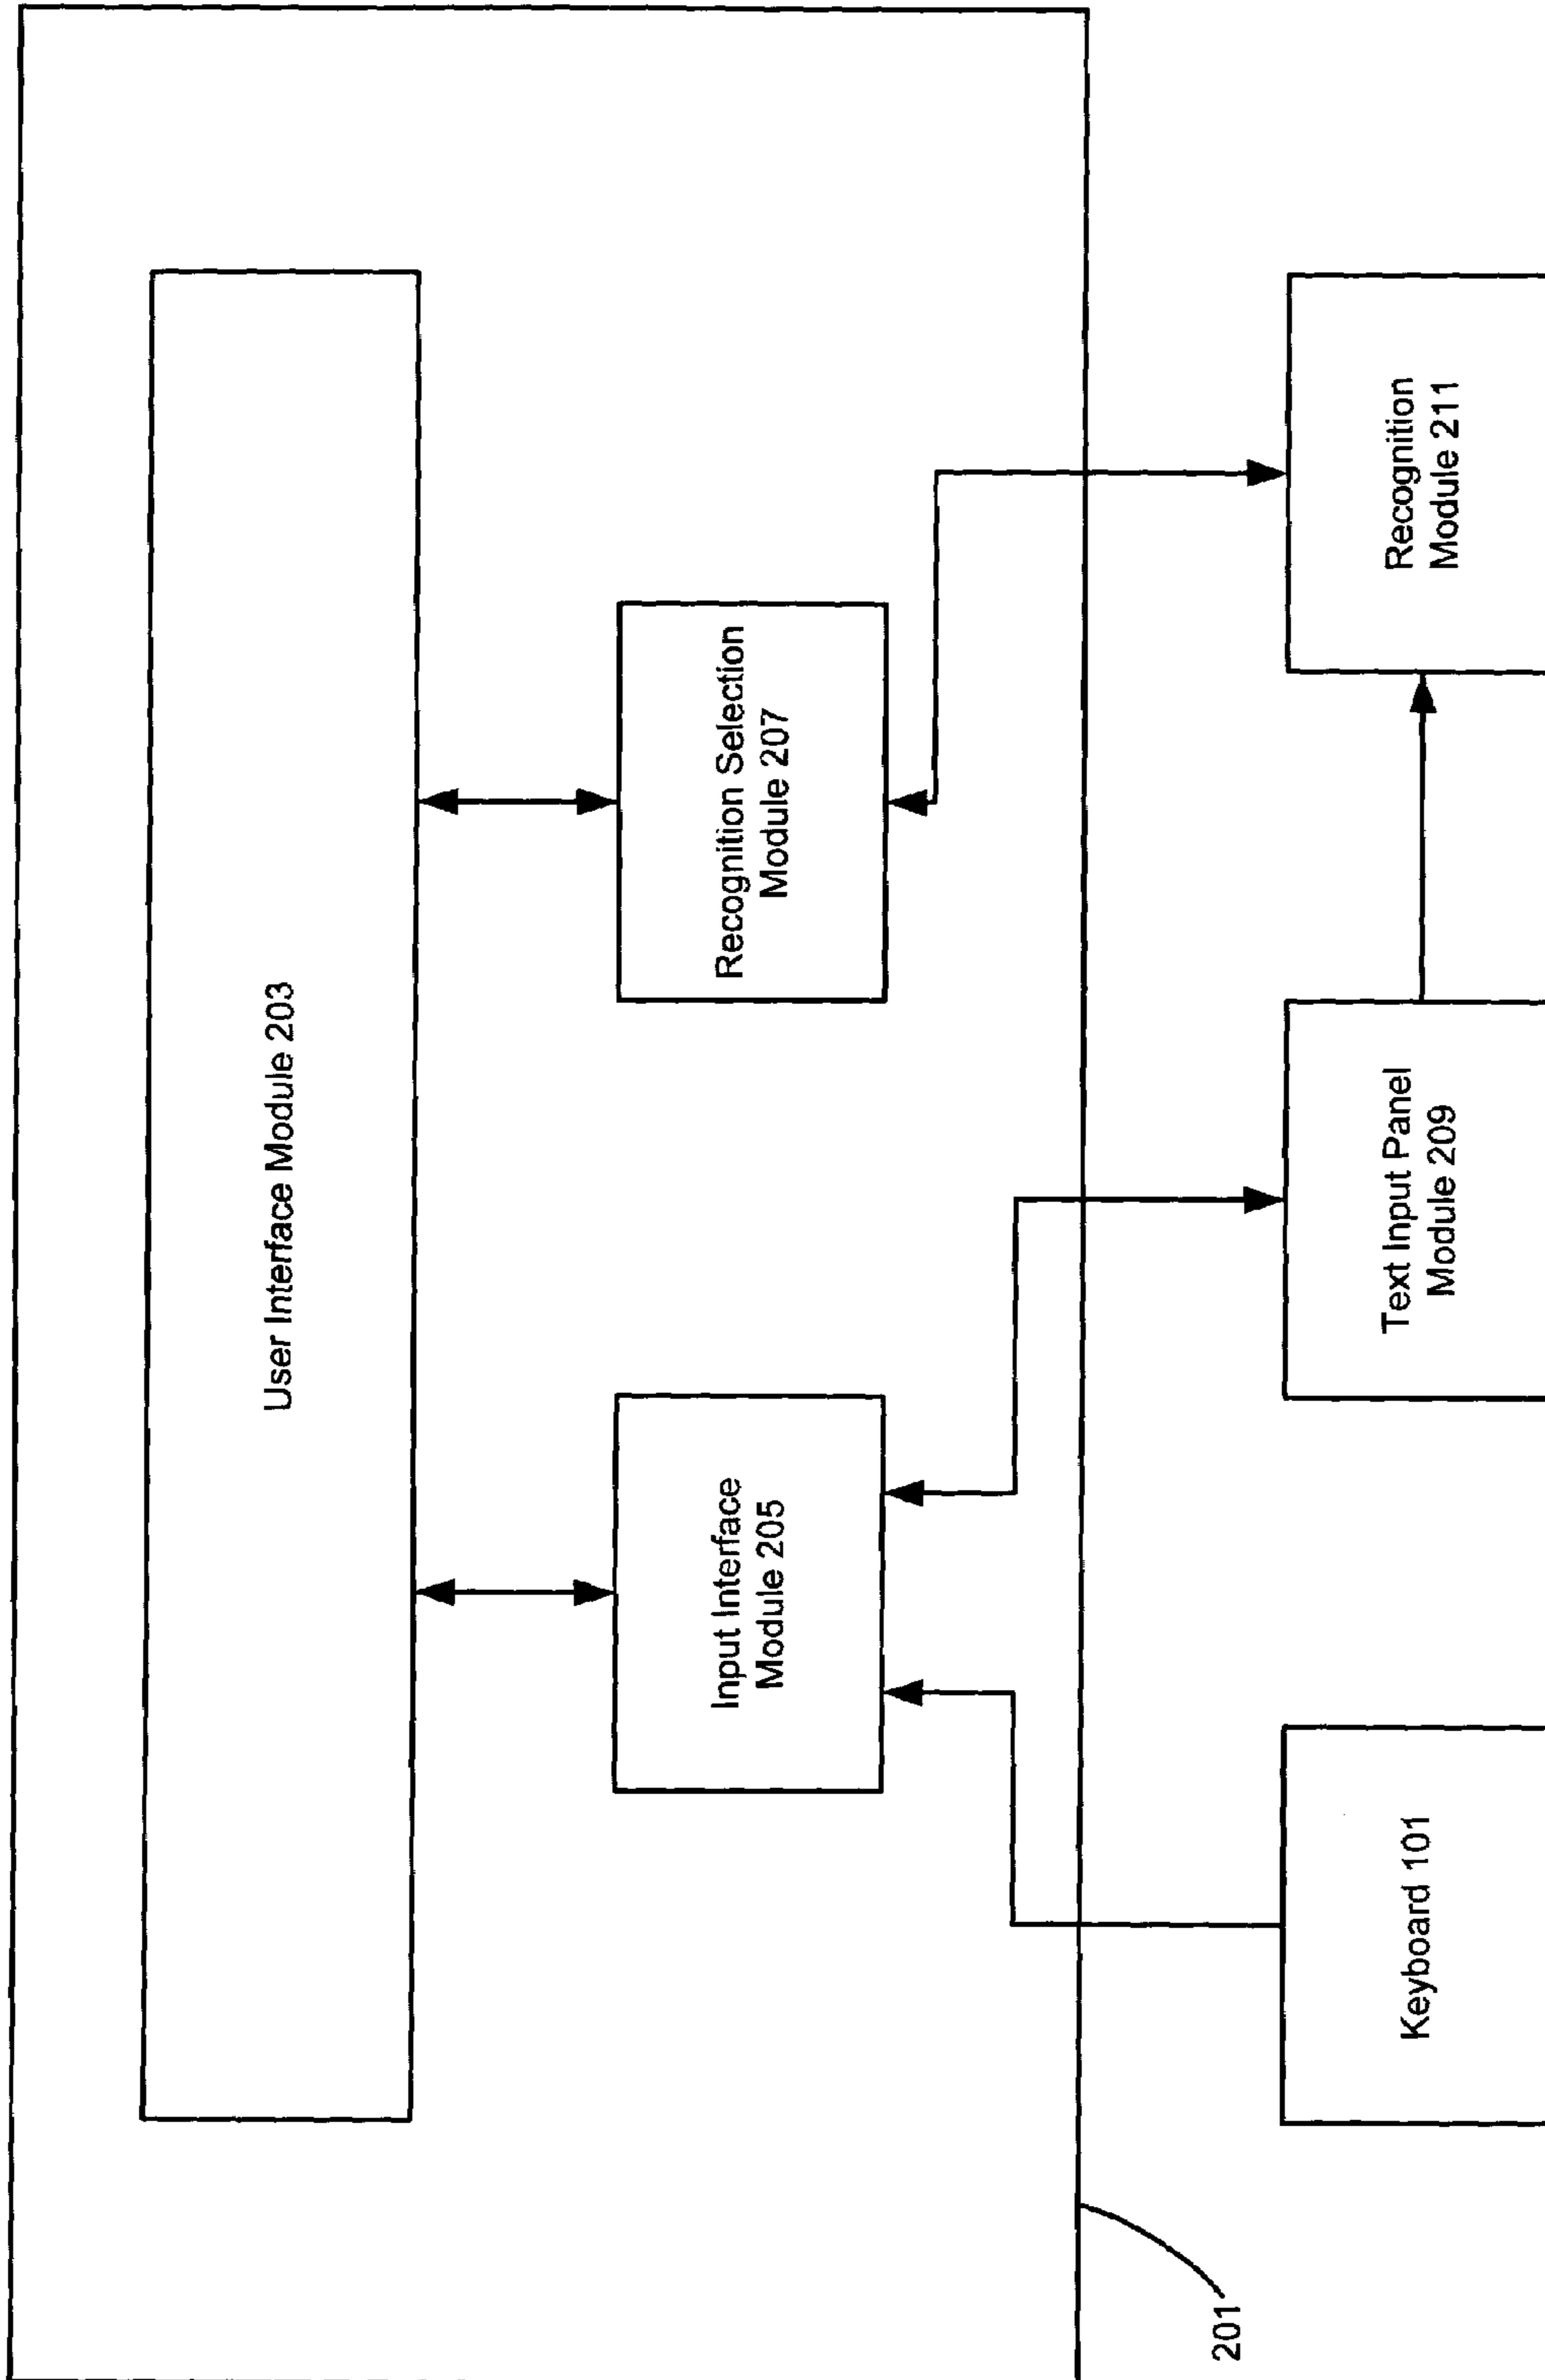 User Interface Module 203
Input Interface
Module 205
Recognition Selection
Module 207
Keyboard 101
Text Input Panel
Module 209
Recognition
Module 211
201